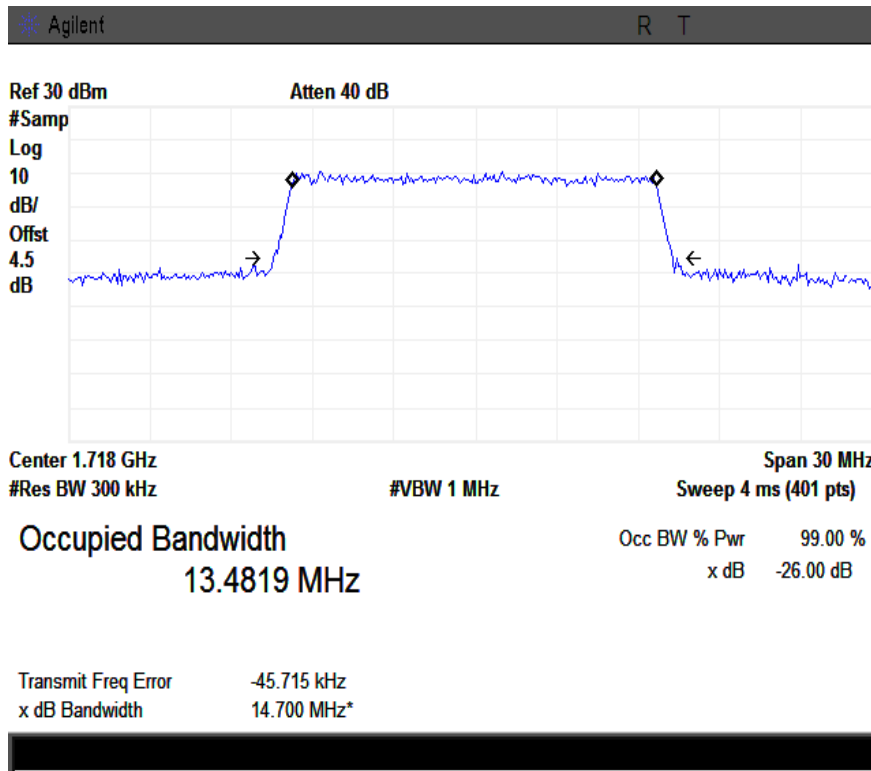 Agilent R T
Ref 30 dBm Atten 40 dB
#Samp
Log
10
dB/
Offst
4.5
dB
Center 1.718 GHz Span 30 MHz
#Res BW 300 kHz #VBW 1 MHz Sweep 4 ms (401 pts)
Occupied Bandwidth Occ BW % Pwr 99.00 %
13.4819 MHz x dB -26.00 dB
Transmit Freq Error -45.715 kHz
x dB Bandwidth 14.700 MHz*